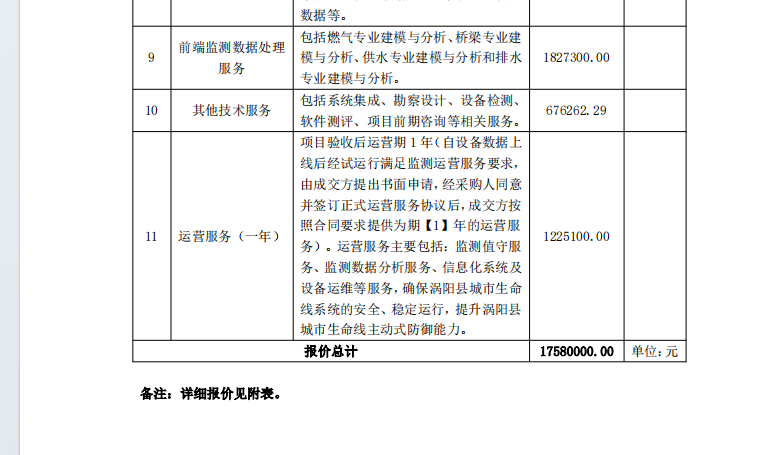 数据等。
9
前端监测数据处理
服务
包括燃气专业建模与分析、桥梁专业建
模与分析、供水专业建模与分析和排水
专业建模与分析。
1827300.00
10
其他技术服务
包括系统集成、勘察设计、设备检测、
软件测评、项目前期咨询等相关服务。
676262.29
11
运营服务（一年）
项目验收后运营期 1 年（自设备数据上
线后经试运行满足监测运营服务要求，
由成交方提出书面申请，经采购人同意
并签订正式运营服务协议后，成交方按
照合同要求提供为期【1】年的运营服
务）。运营服务主要包括：监测值守服
务、监测数据分析服务、信息化系统及
设备运维等服务，确保涡阳县城市生命
线系统的安全、稳定运行，提升涡阳县
城市生命线主动式防御能力。
1225100.00
报价总计
17580000.00
单位：元
备注：详细报价见附表。